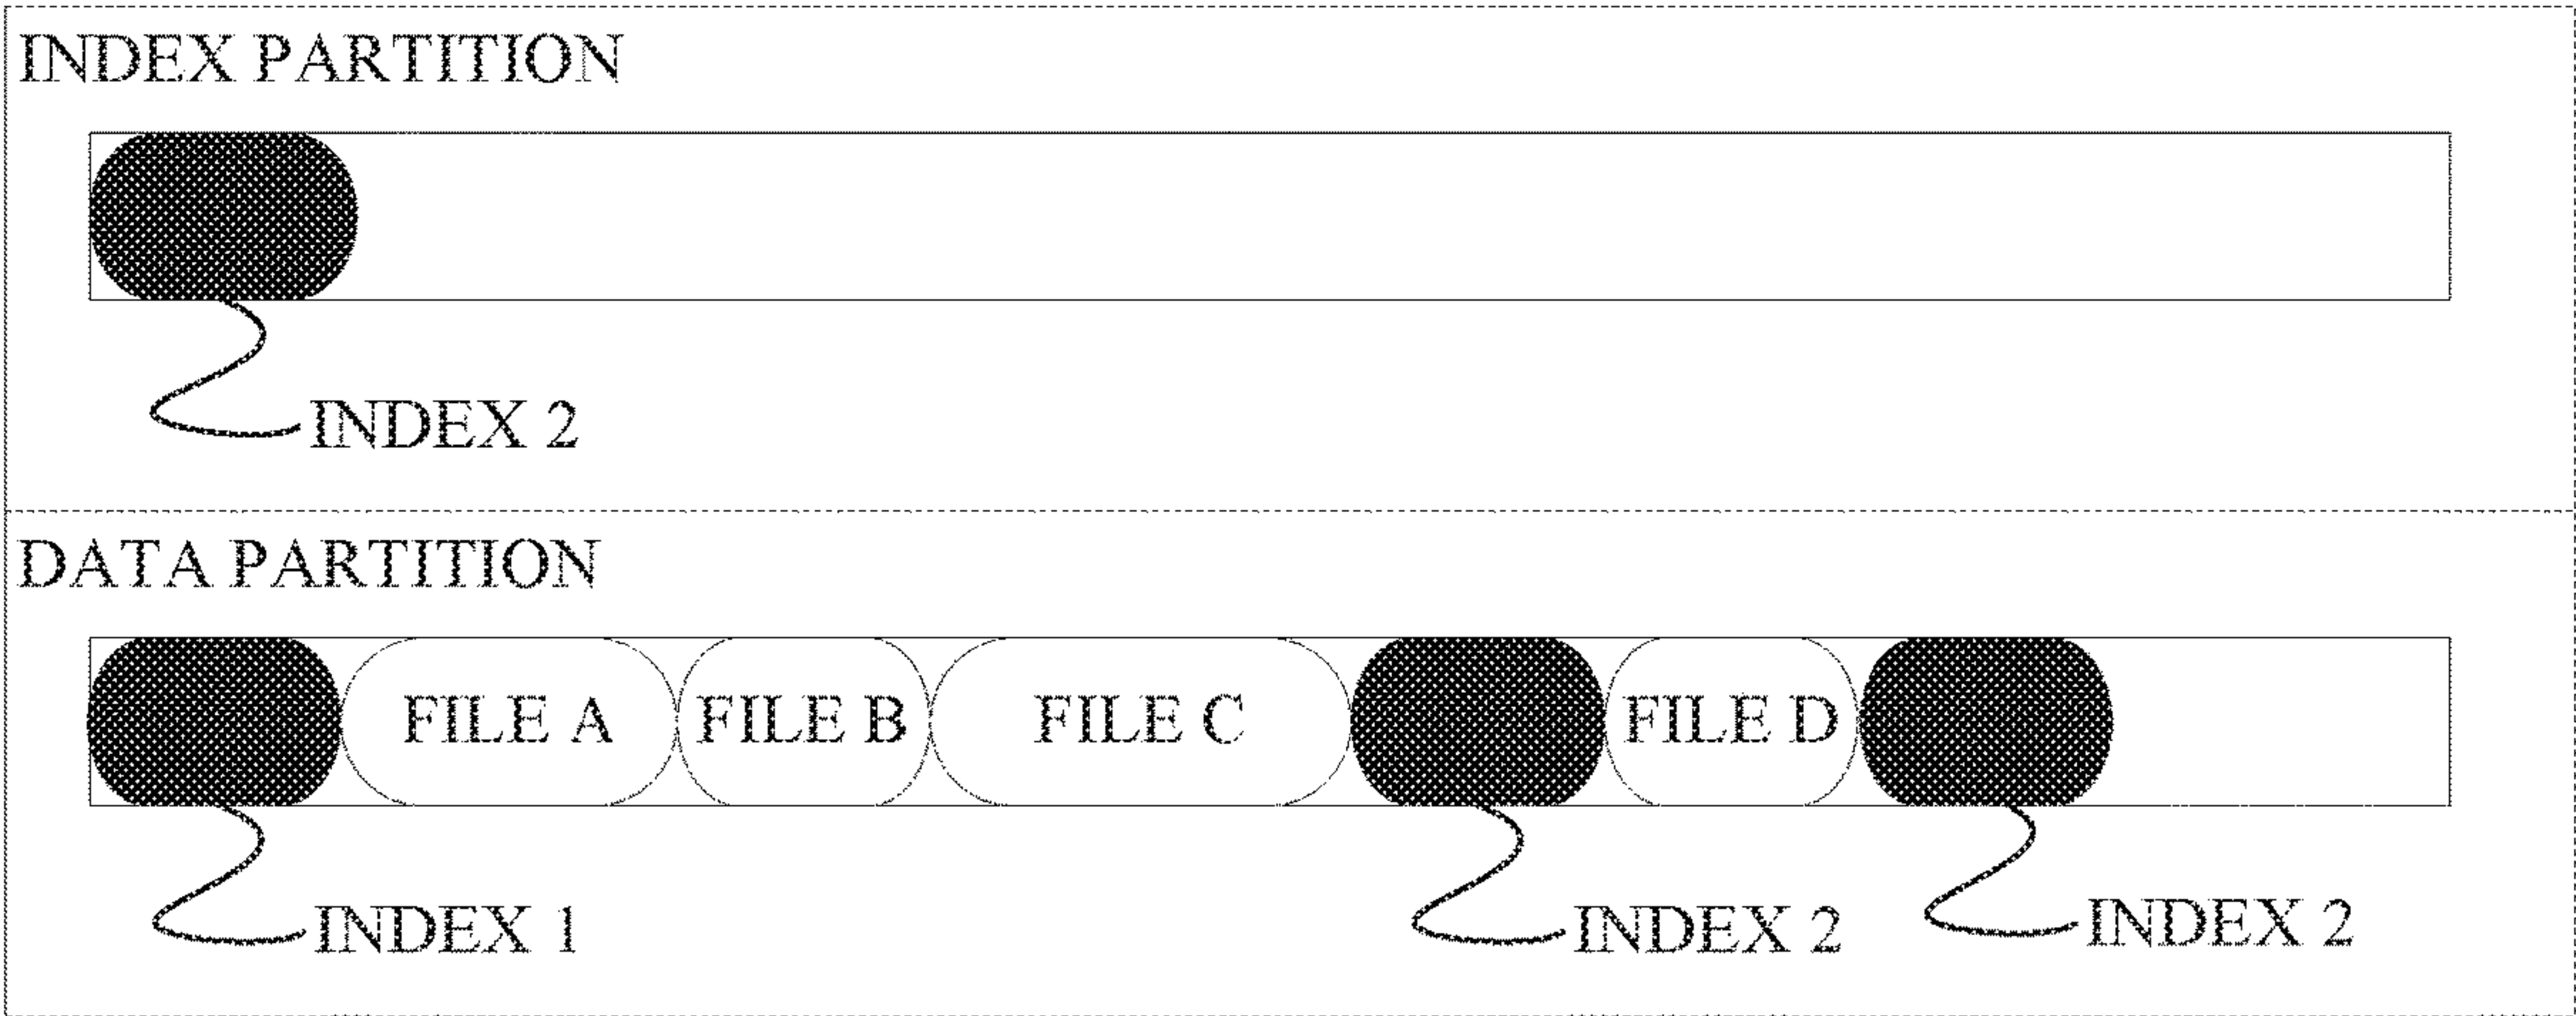 INDEX PARTITION
INDEX 2
DATA PARTITION
FILE A FILE B FILE C FILE D
INDEX 1 INDEX 2 INDEX 2